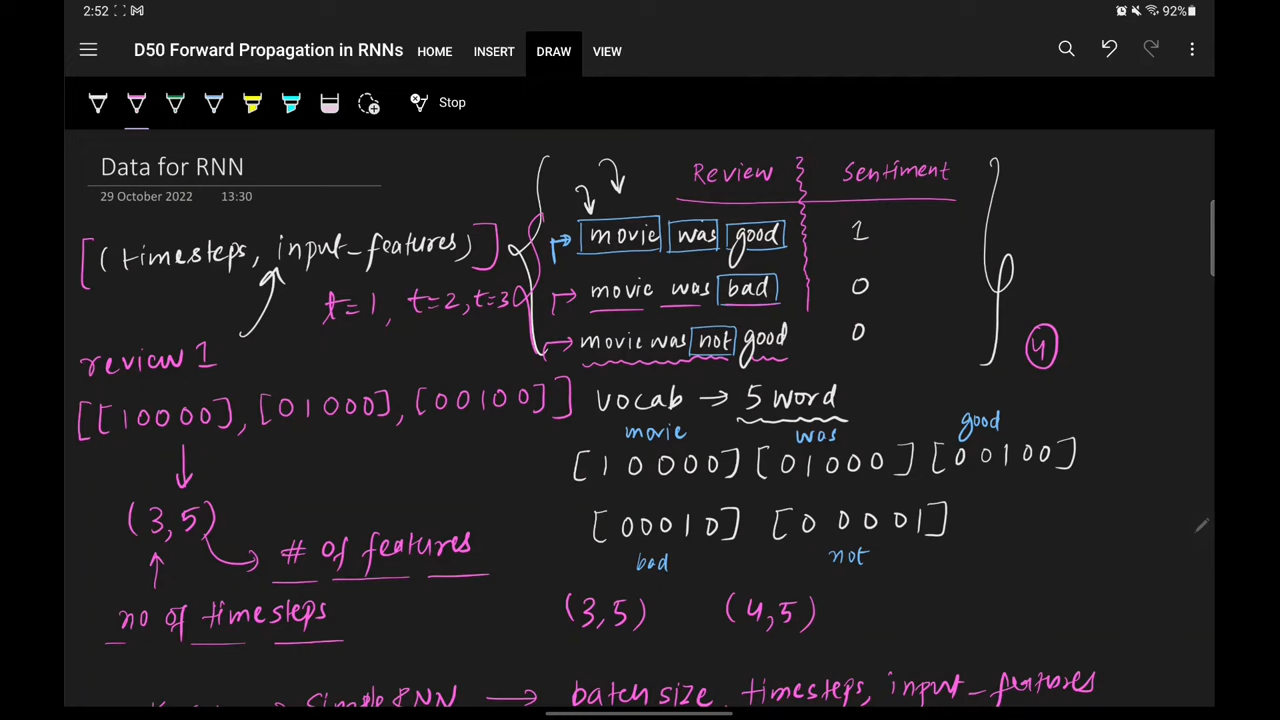 2:52 92%
D50 Forward Propagation in RNNs HOME INSERT DRAW VIEW
Stop
Data for RNN
29 October 2022 13:30
[(timesteps, input_features)]
t=1, t=2, t=3
review 1
[[10000], [01000], [00100]]
(3,5)
# of features
no of timesteps
Review Sentiment
movie was good 1
movie was bad 0
movie was not good 0
4
vocab → 5 word
movie was good
[10000] [01000] [00100]
[00010] [00001]
bad not
(3,5) (4,5)
SimpleRNN → batch size, timesteps, input_features